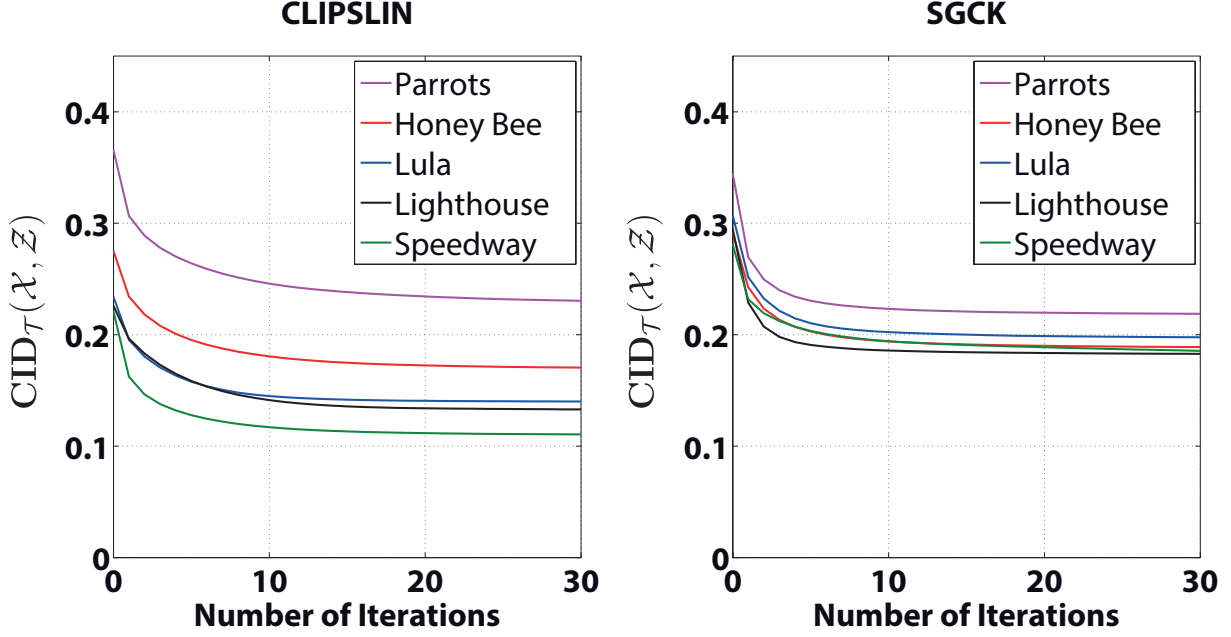 CLIPSLIN
Parrots
Honey Bee
Lula
Lighthouse
Speedway
0.4
0.3
0.2
0.1
0
CID𝒯(𝒳, 𝒵)
0
10
20
30
Number of Iterations
SGCK
Parrots
Honey Bee
Lula
Lighthouse
Speedway
0.4
0.3
0.2
0.1
0
CID𝒯(𝒳, 𝒵)
0
10
20
30
Number of Iterations